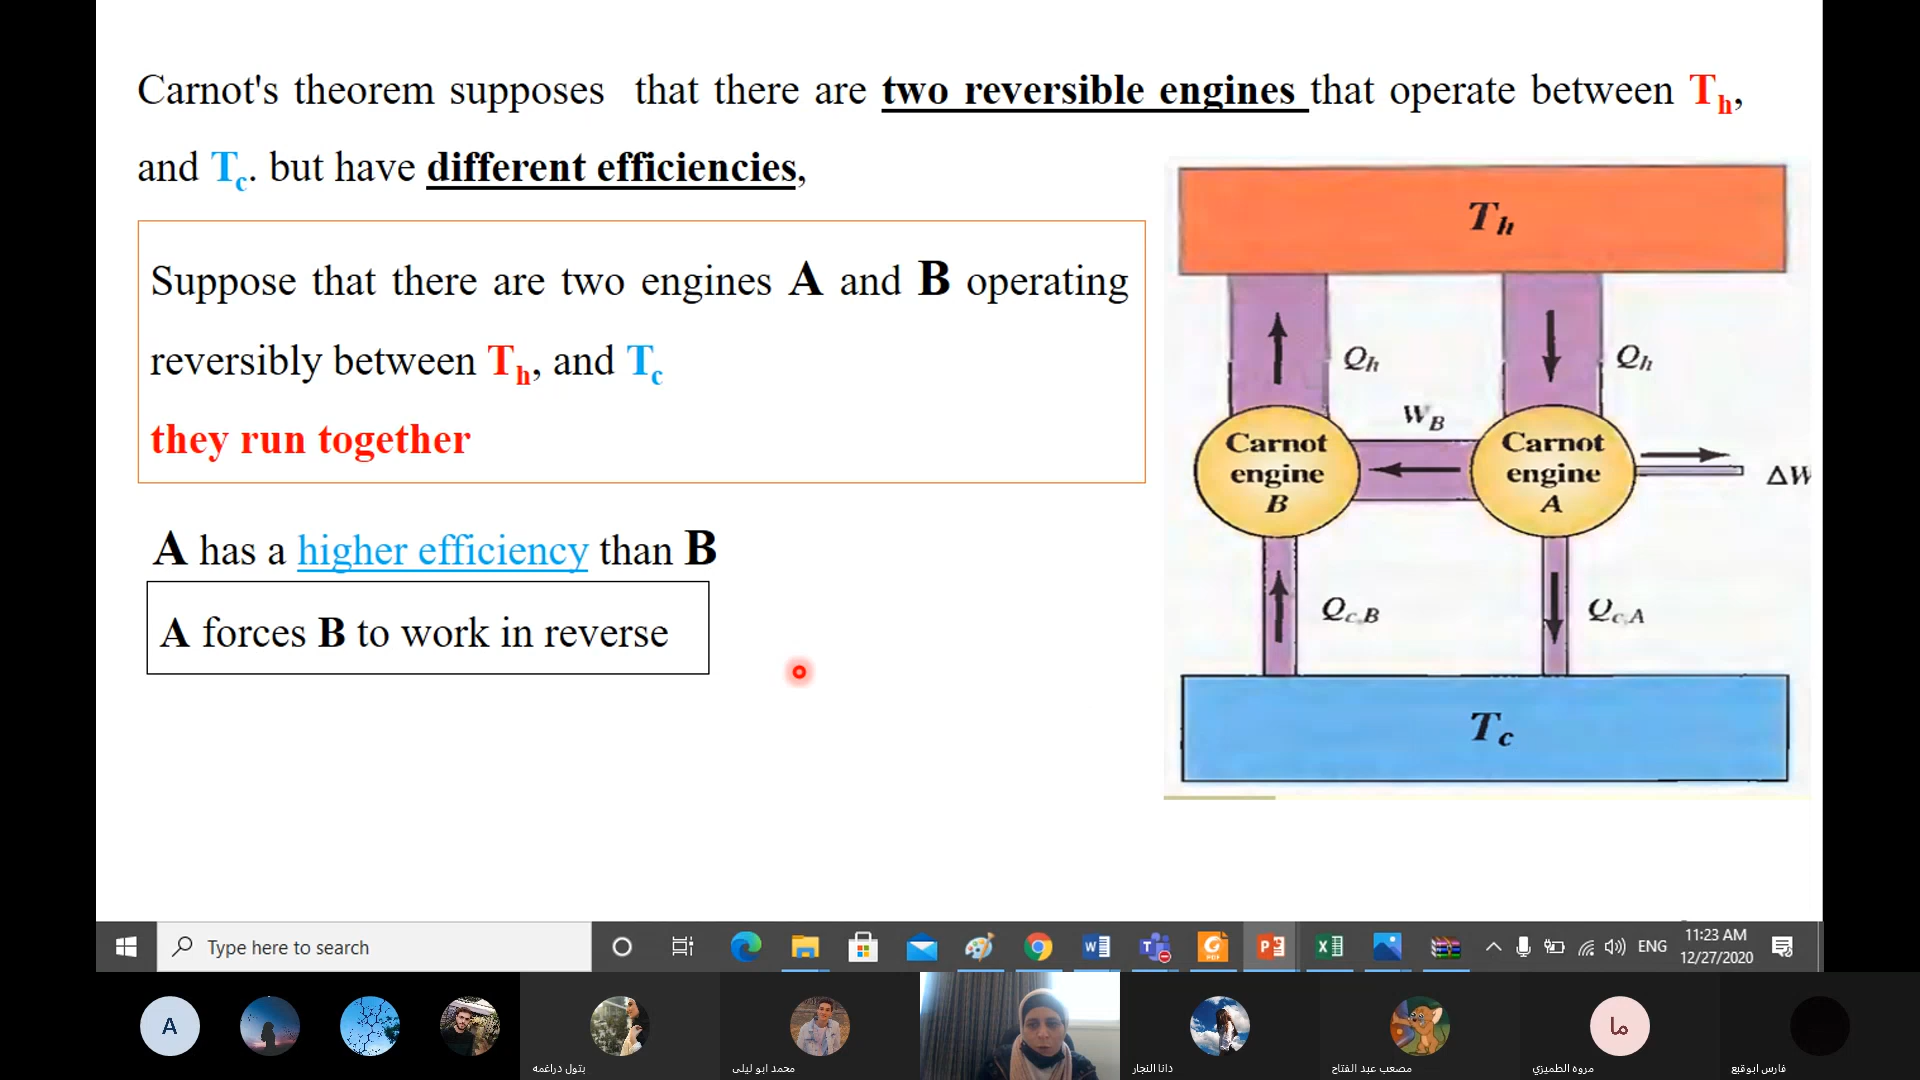 Carnot's theorem supposes that there are two reversible engines that operate between Th,
and Tc. but have different efficiencies,
Suppose that there are two engines A and B operating
reversibly between Th, and Tc
they run together
A has a higher efficiency than B
A forces B to work in reverse
Th
Qh
Qh
WB
Carnot
engine
B
Carnot
engine
A
ΔW
Qc,B
Qc,A
Tc
Type here to search
ENG
11:23 AM
12/27/2020
A
بتول دراغمه
محمد ابو ليلى
دانا النجار
مصعب عبد الفتاح
ما
مروه الطميزي
فارس ابوقبع